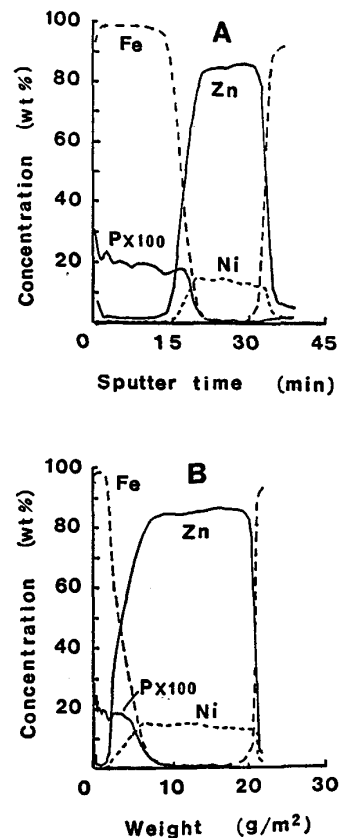 A
100
80
60
40
20
Concentration (wt%)
Fe
Zn
PX100
Ni
0
15
30
45
Sputter time (min)
B
100
80
60
40
20
Concentration (wt%)
Fe
Zn
PX100
Ni
0
10
20
30
Weight (g/m²)